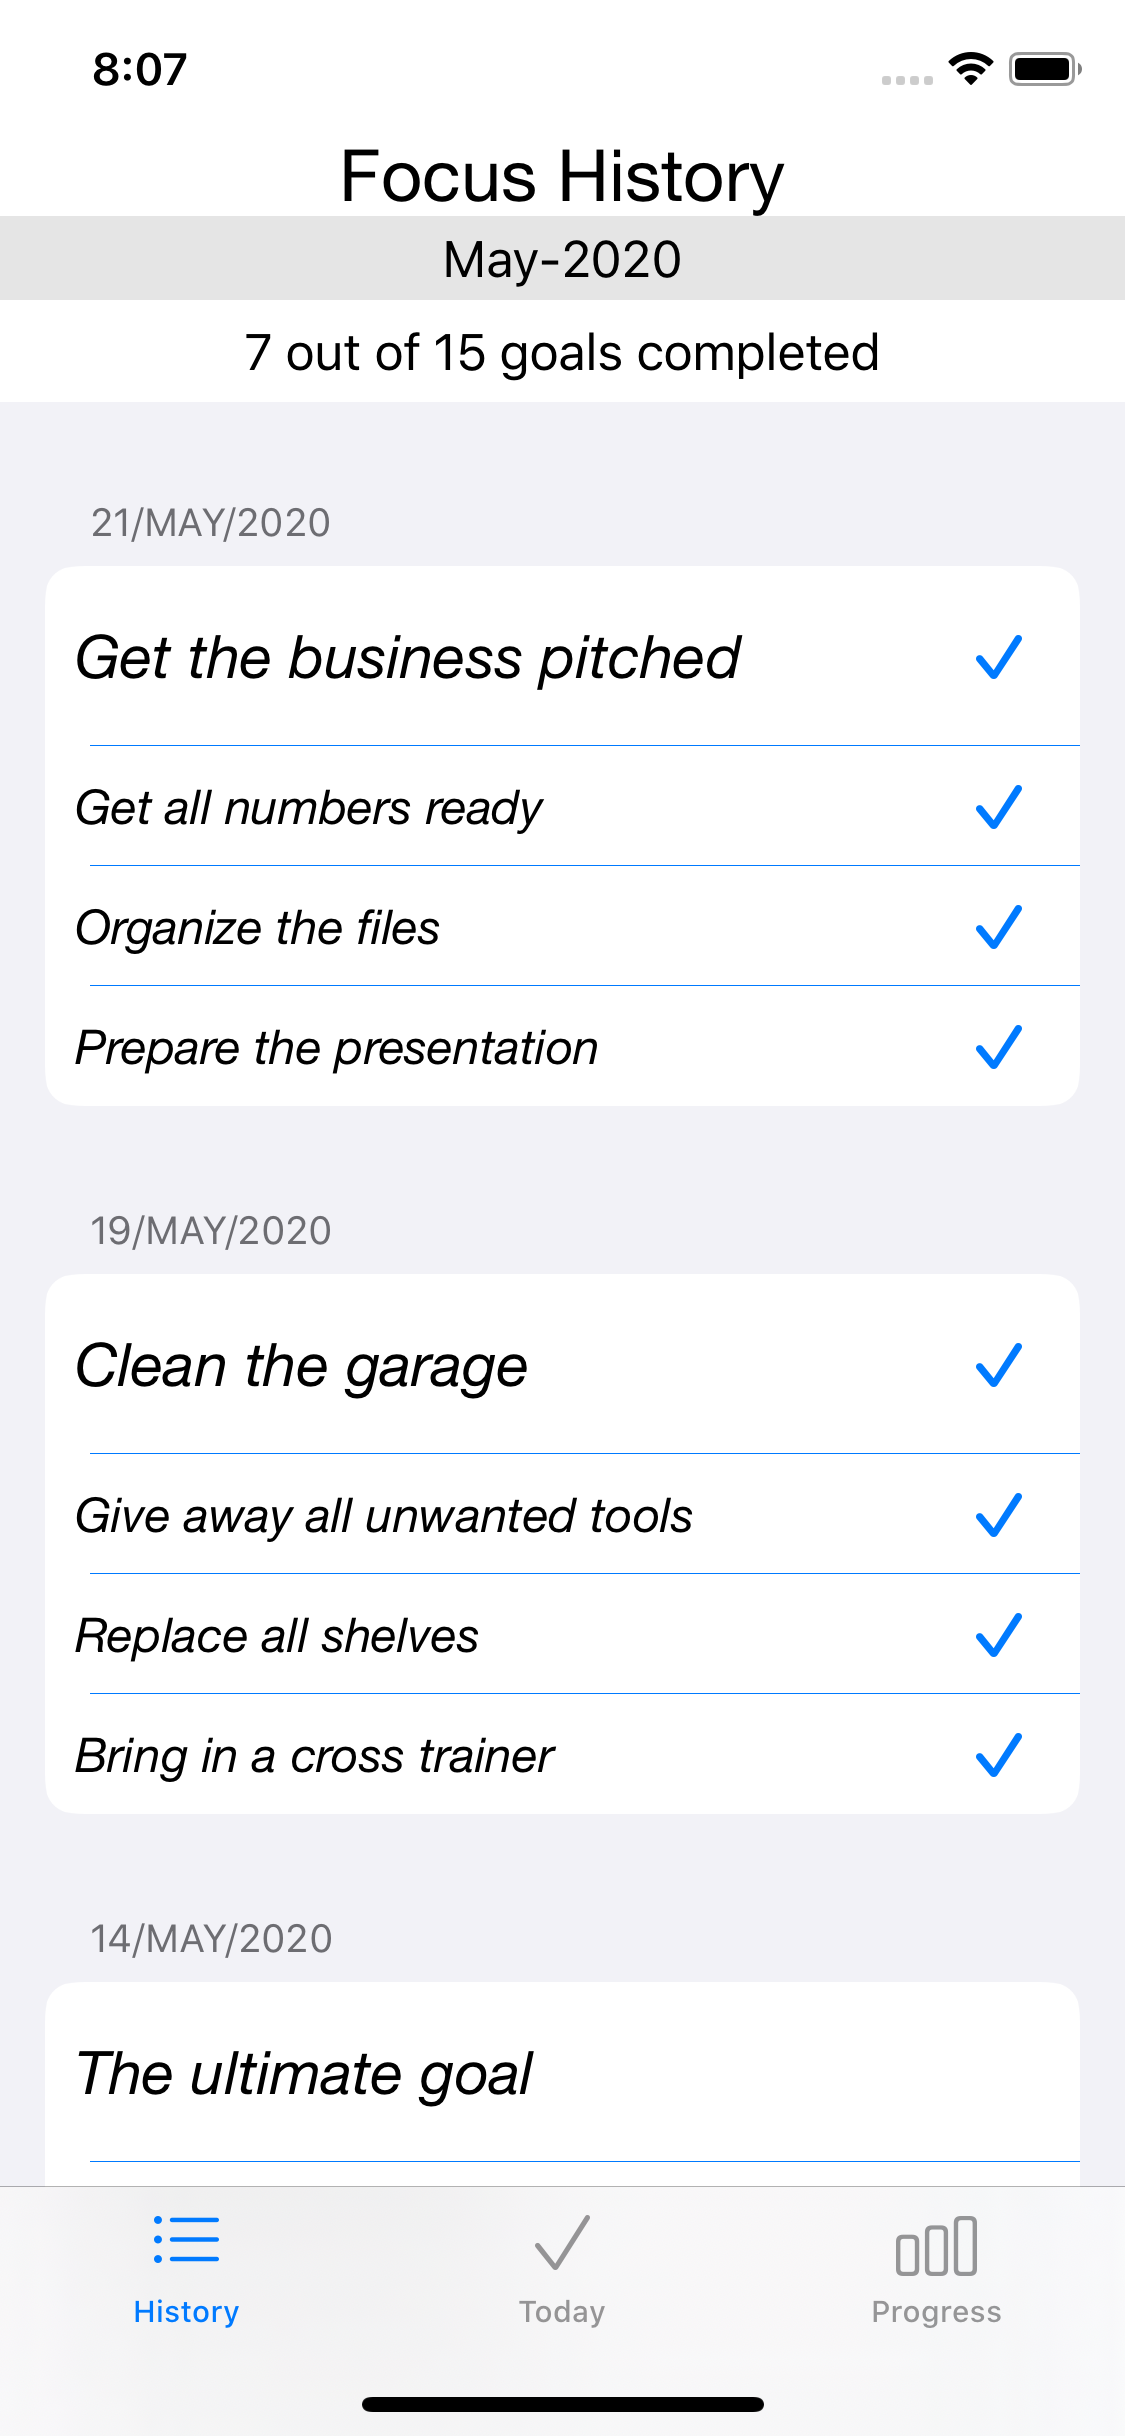 8:07
Focus History
May-2020
7 out of 15 goals completed
21/MAY/2020
Get the business pitched
Get all numbers ready
Organize the files
Prepare the presentation
19/MAY/2020
Clean the garage
Give away all unwanted tools
Replace all shelves
Bring in a cross trainer
14/MAY/2020
The ultimate goal
History
Today
Progress